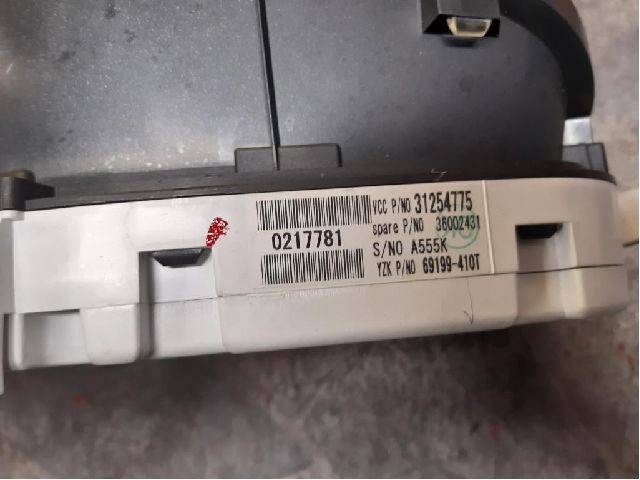 0217781
VCC P/NO 31254775
spare P/NO 36002431
S/NO A555K
YZK P/NO 69199-410T